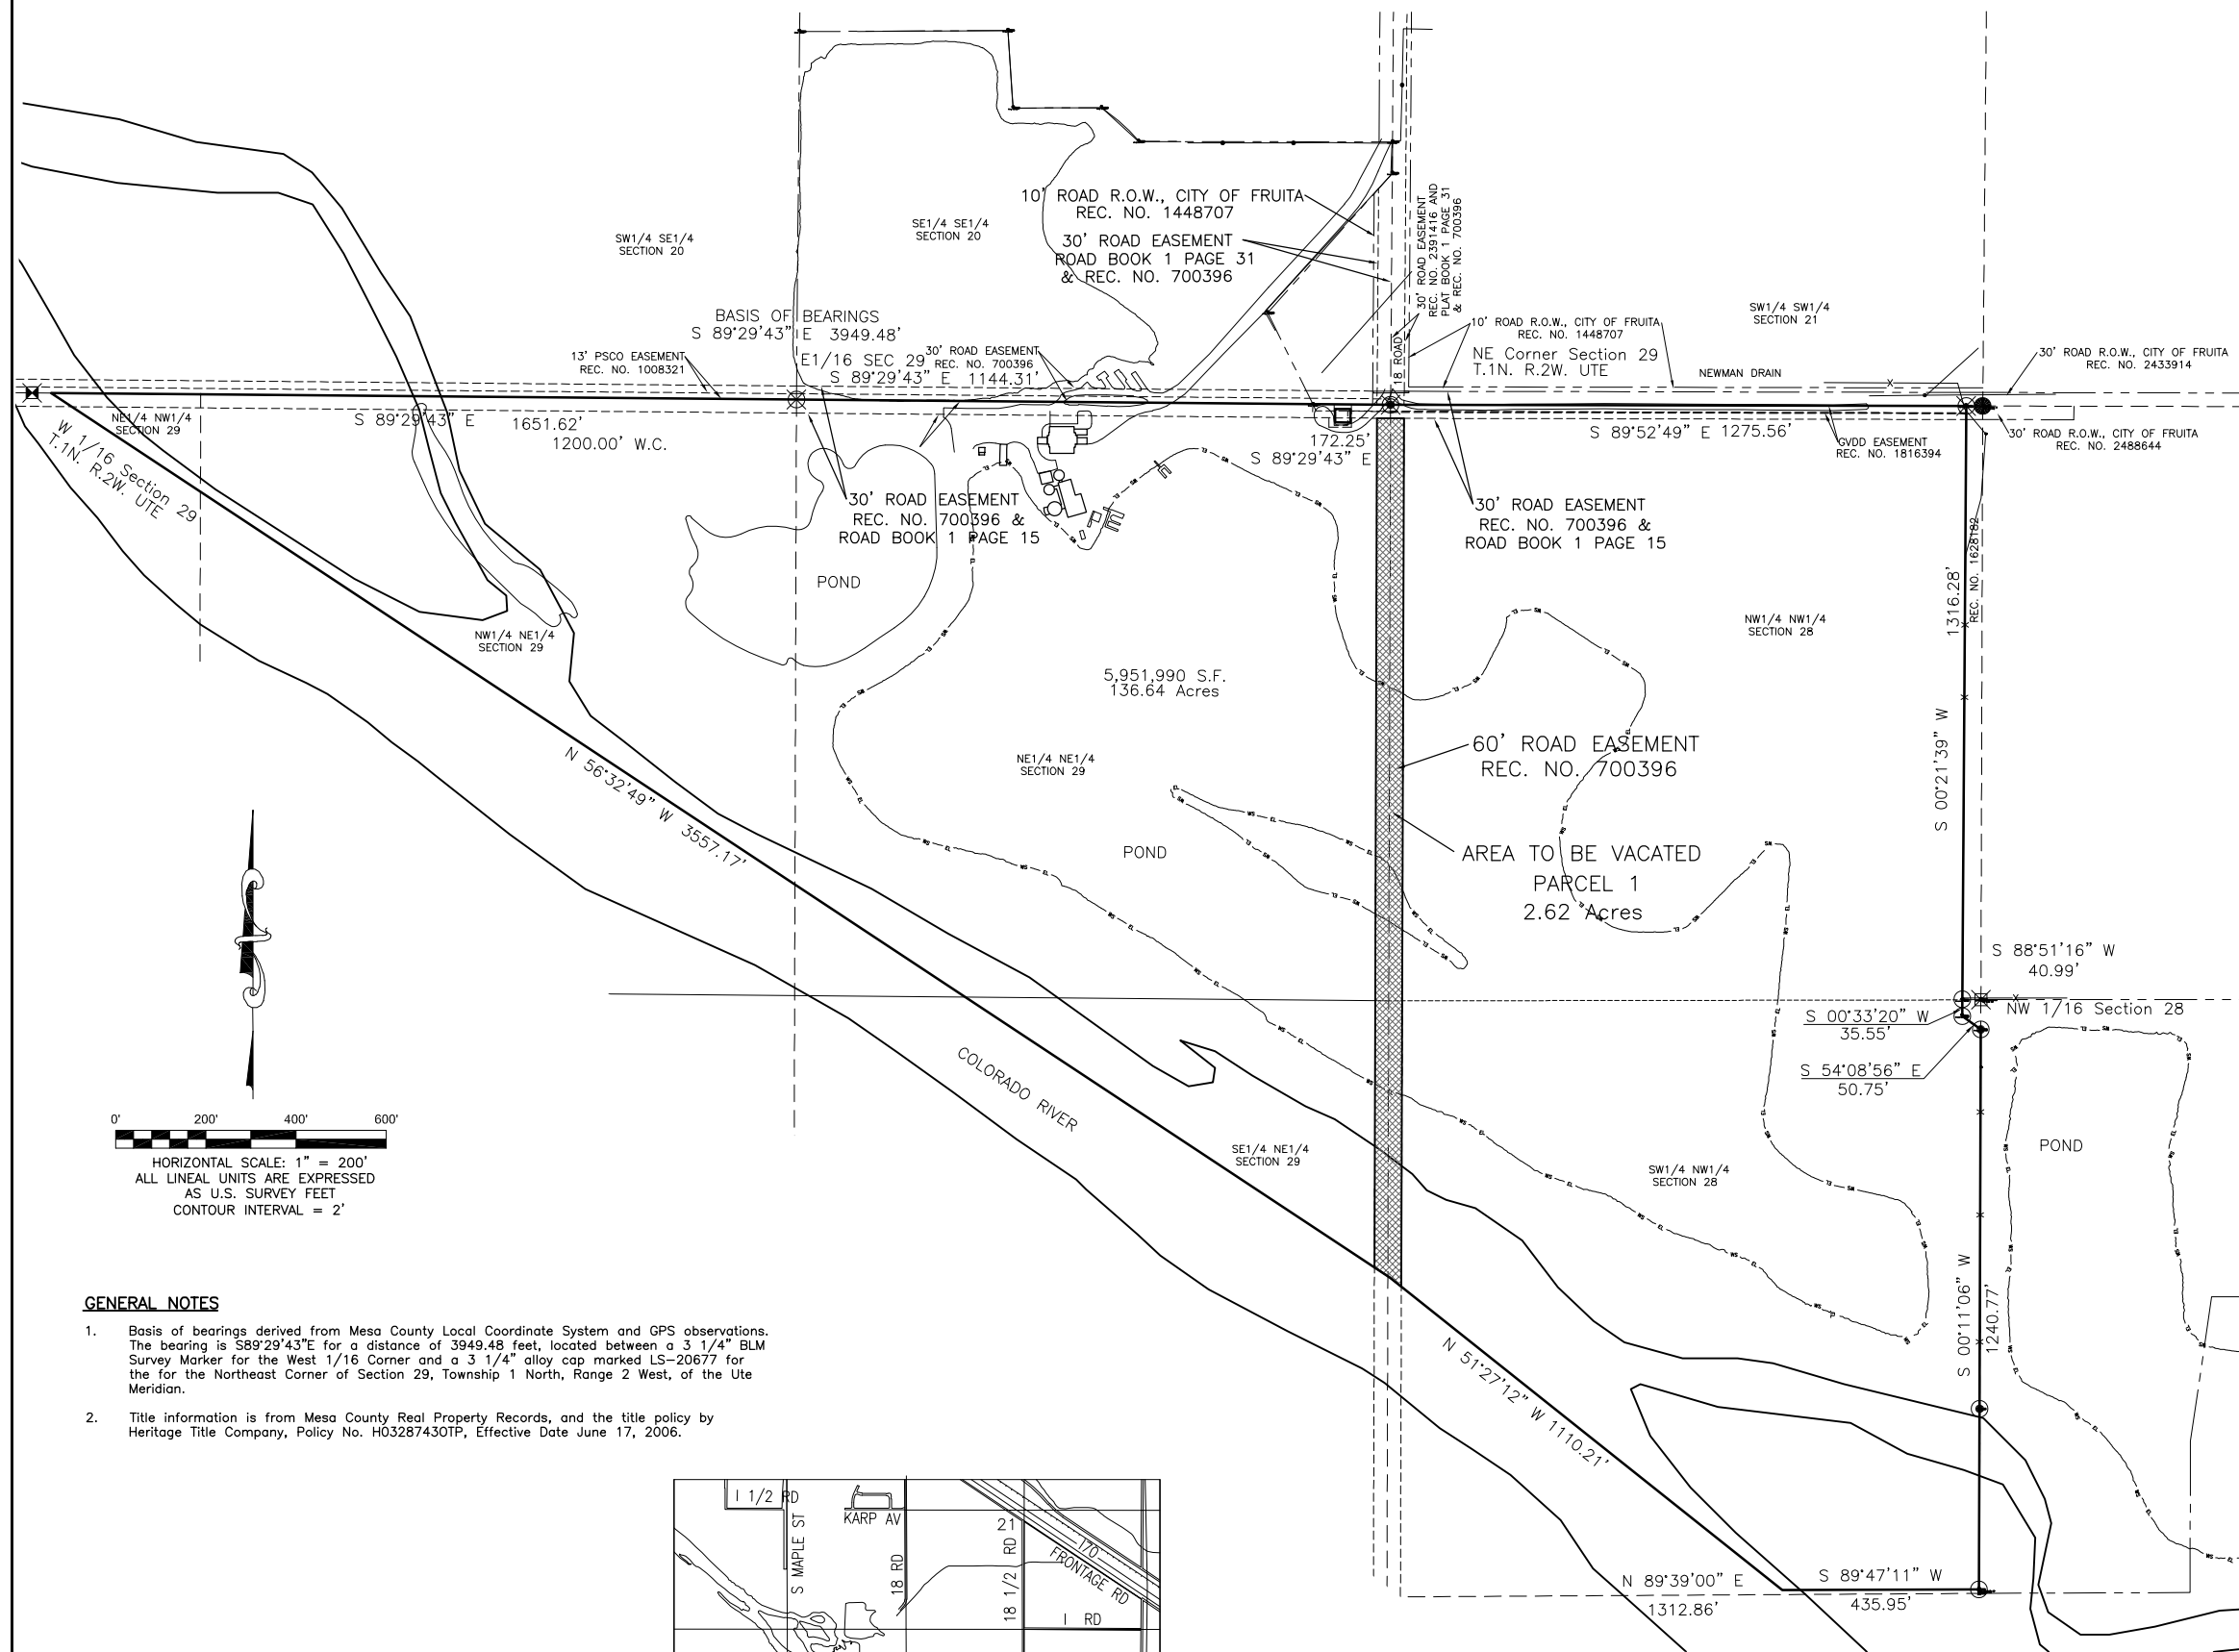 10' ROAD R.O.W., CITY OF FRUITA
REC. NO. 1448707
30' ROAD EASEMENT
ROAD BOOK 1 PAGE 31
& REC. NO. 700396
SW1/4 SE1/4
SECTION 20
SE1/4 SE1/4
SECTION 20
30' ROAD EASEMENT
REC. NO. 2391416 AND
PLAT BOOK 1 PAGE 31
& REC. NO. 700396
18 ROAD
SW1/4 SW1/4
SECTION 21
BASIS OF BEARINGS
S 89°29'43" E 3949.48'
13' PSCO EASEMENT
REC. NO. 1008321
E1/16 SEC 29
S 89°29'43" E 1144.31'
30' ROAD EASEMENT
REC. NO. 700396
10' ROAD R.O.W., CITY OF FRUITA
REC. NO. 1448707
NE Corner Section 29
T.1N. R.2W. UTE
NEWMAN DRAIN
30' ROAD R.O.W., CITY OF FRUITA
REC. NO. 2433914
NE1/4 NW1/4
SECTION 29
W 1/16 Section 29
T.1N. R.2W. UTE
S 89°29'43" E 1651.62'
1200.00' W.C.
172.25'
S 89°29'43" E
S 89°52'49" E 1275.56'
GVDD EASEMENT
REC. NO. 1816394
30' ROAD R.O.W., CITY OF FRUITA
REC. NO. 2488644
30' ROAD EASEMENT
REC. NO. 700396 &
ROAD BOOK 1 PAGE 15
30' ROAD EASEMENT
REC. NO. 700396 &
ROAD BOOK 1 PAGE 15
REC. NO. 1628182
1316.28'
S 00°21'39" W
POND
NW1/4 NE1/4
SECTION 29
NW1/4 NW1/4
SECTION 28
5,951,990 S.F.
136.64 Acres
NE1/4 NE1/4
SECTION 29
60' ROAD EASEMENT
REC. NO. 700396
N 56°32'49" W 3557.17'
POND
AREA TO BE VACATED
PARCEL 1
2.62 Acres
S 88°51'16" W
40.99'
NW 1/16 Section 28
S 00°33'20" W
35.55'
S 54°08'56" E
50.75'
COLORADO RIVER
POND
SE1/4 NE1/4
SECTION 29
SW1/4 NW1/4
SECTION 28
0' 200' 400' 600'
HORIZONTAL SCALE: 1" = 200'
ALL LINEAL UNITS ARE EXPRESSED
AS U.S. SURVEY FEET
CONTOUR INTERVAL = 2'
S 00°11'06" W
1240.77'
GENERAL NOTES
1. Basis of bearings derived from Mesa County Local Coordinate System and GPS observations.
The bearing is S89°29'43"E for a distance of 3949.48 feet, located between a 3 1/4" BLM
Survey Marker for the West 1/16 Corner and a 3 1/4" alloy cap marked LS-20677 for
the for the Northeast Corner of Section 29, Township 1 North, Range 2 West, of the Ute
Meridian.
2. Title information is from Mesa County Real Property Records, and the title policy by
Heritage Title Company, Policy No. H0328743OTP, Effective Date June 17, 2006.
N 51°27'12" W 1110.21'
N 89°39'00" E
1312.86'
S 89°47'11" W
435.95'
I 1/2 RD
S MAPLE ST
KARP AV
18 RD
21
18 1/2 RD
I70
FRONTAGE RD
I RD